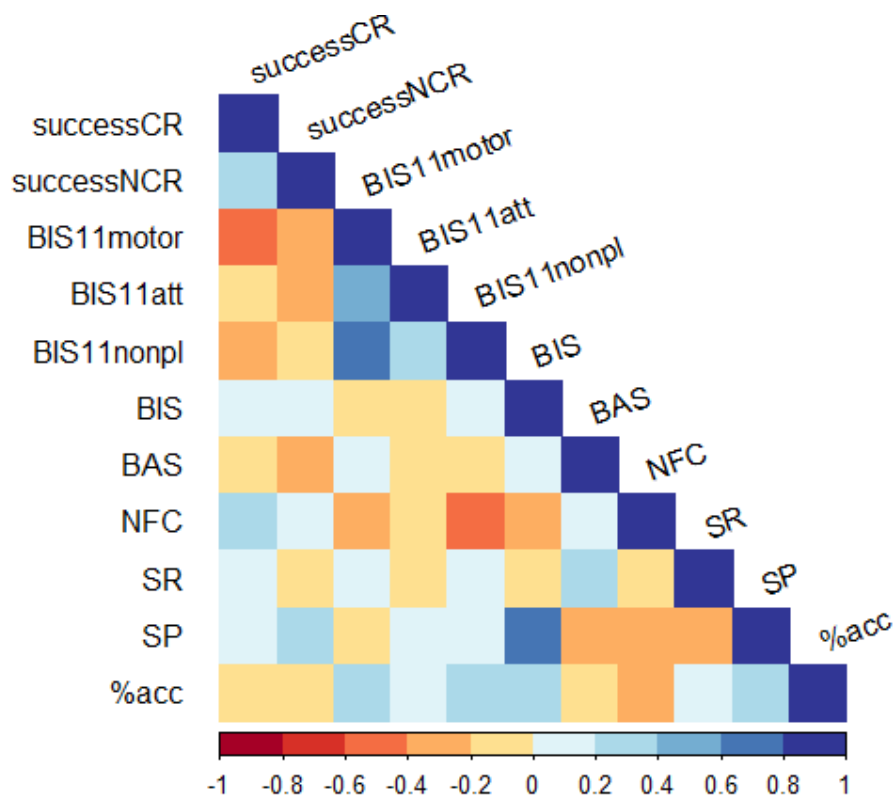 successCR
successNCR
BIS11motor
BIS11att
BIS11nonpl
BIS
BAS
NFC
SR
SP
%acc
successCR
successNCR
BIS11motor
BIS11att
BIS11nonpl
BIS
BAS
NFC
SR
SP
%acc
-1 -0.8 -0.6 -0.4 -0.2 0 0.2 0.4 0.6 0.8 1